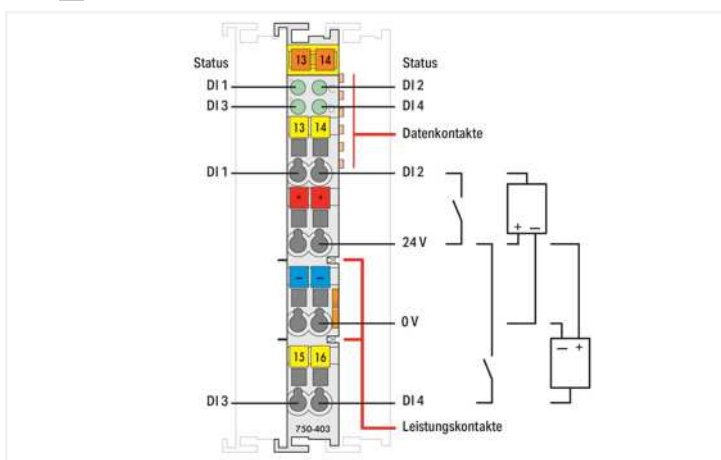 13 14
Status Status
DI 1 DI 2
DI 3 DI 4
13 14
Datenkontakte
DI 1 DI 2
+ +
+ –
24 V
– –
0 V
– +
15 16
DI 3 DI 4
750-403
Leistungskontakte